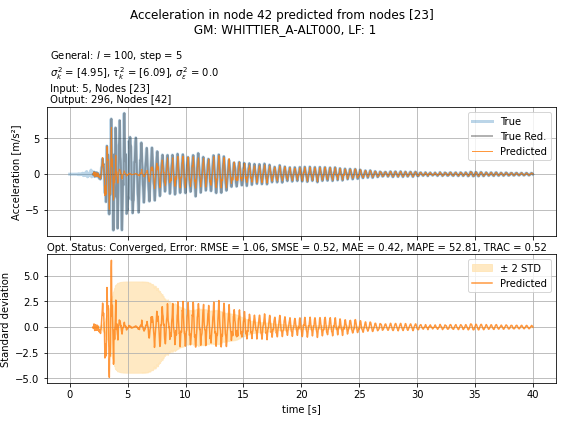 Acceleration in node 42 predicted from nodes [23]
GM: WHITTIER_A-ALT000, LF: 1
General: l = 100, step = 5
σ²ₖ = [4.95], τ²ₖ = [6.09], σ²ε = 0.0
Input: 5, Nodes [23]
Output: 296, Nodes [42]
Acceleration [m/s²]
5
0
−5
True
True Red.
Predicted
Opt. Status: Converged, Error: RMSE = 1.06, SMSE = 0.52, MAE = 0.42, MAPE = 52.81, TRAC = 0.52
Standard deviation
5.0
2.5
0.0
−2.5
−5.0
± 2 STD
Predicted
0 5 10 15 20 25 30 35 40
time [s]